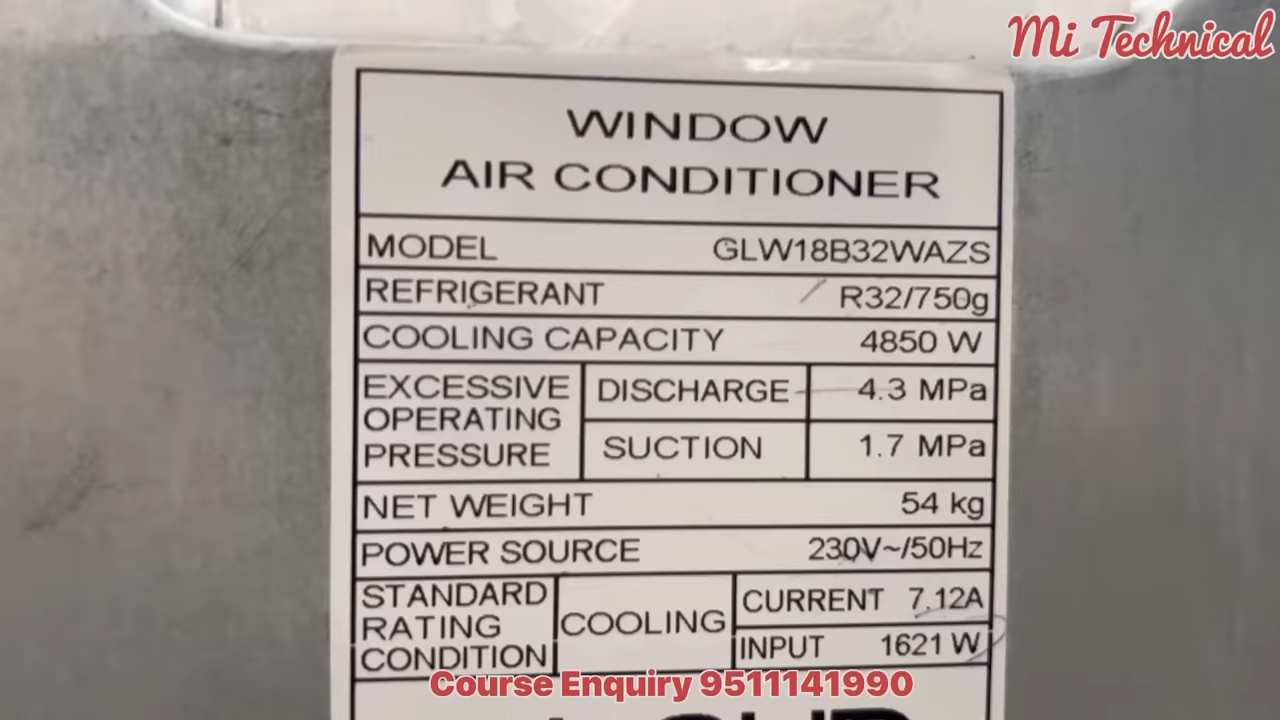 Mi Technical
WINDOW
AIR CONDITIONER
MODEL GLW18B32WAZS
REFRIGERANT R32/750g
COOLING CAPACITY 4850 W
EXCESSIVE OPERATING PRESSURE DISCHARGE 4.3 MPa
SUCTION 1.7 MPa
NET WEIGHT 54 kg
POWER SOURCE 230V~/50Hz
STANDARD RATING CONDITION COOLING CURRENT 7.12A
INPUT 1621 W
Course Enquiry 9511141990